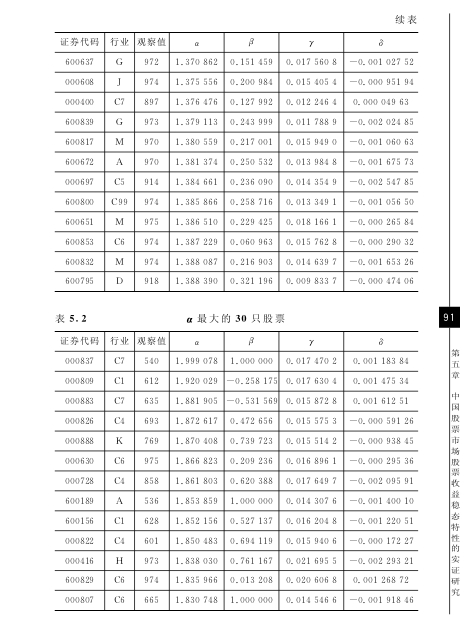 续表
证券代码 行业 观察值 α β γ δ
600637 G 972 1.370 862 0.151 459 0.017 560 8 −0.001 027 52
000608 J 974 1.375 556 0.200 984 0.015 405 4 −0.000 951 94
000400 C7 897 1.376 476 0.127 992 0.012 246 4 0.000 049 63
600839 G 973 1.379 113 0.243 999 0.011 788 9 −0.002 024 85
600817 M 970 1.380 559 0.217 001 0.015 949 0 −0.001 060 63
600672 A 970 1.381 374 0.250 532 0.013 984 8 −0.001 675 73
000697 C5 914 1.384 661 0.236 090 0.014 354 9 −0.002 547 85
600800 C99 974 1.385 866 0.258 716 0.013 349 1 −0.001 056 50
600651 M 975 1.386 510 0.229 425 0.018 166 1 −0.000 265 84
600853 C6 974 1.387 229 0.060 963 0.015 762 8 −0.000 290 32
600832 M 974 1.388 087 0.216 903 0.014 639 7 −0.001 653 26
600795 D 918 1.388 390 0.321 196 0.009 833 7 −0.000 474 06
表 5.2 α 最大的 30 只股票
证券代码 行业 观察值 α β γ δ
000837 C7 540 1.999 078 1.000 000 0.017 470 2 0.001 183 84
000809 C1 612 1.920 029 −0.258 175 0.017 630 4 0.001 475 34
000883 C7 635 1.881 905 −0.531 569 0.015 872 8 0.001 612 51
000826 C4 693 1.872 617 0.472 656 0.015 575 3 −0.000 591 26
000888 K 769 1.870 408 0.739 723 0.015 514 2 −0.000 938 45
000630 C6 975 1.866 823 0.209 236 0.016 896 1 −0.000 295 36
000728 C4 858 1.861 803 0.620 388 0.017 649 7 −0.002 095 91
600189 A 536 1.853 859 1.000 000 0.014 307 6 −0.001 400 10
600156 C1 628 1.852 156 0.527 137 0.016 204 8 −0.001 220 51
000822 C4 601 1.850 483 0.694 119 0.015 940 6 −0.000 172 27
000416 H 973 1.838 030 0.761 167 0.021 695 5 −0.002 293 21
600829 C6 974 1.835 966 0.013 208 0.020 606 8 0.001 268 72
000807 C6 665 1.830 748 1.000 000 0.014 546 6 −0.001 918 46
91
第五章 中国股票市场股票收益稳态特性的实证研究